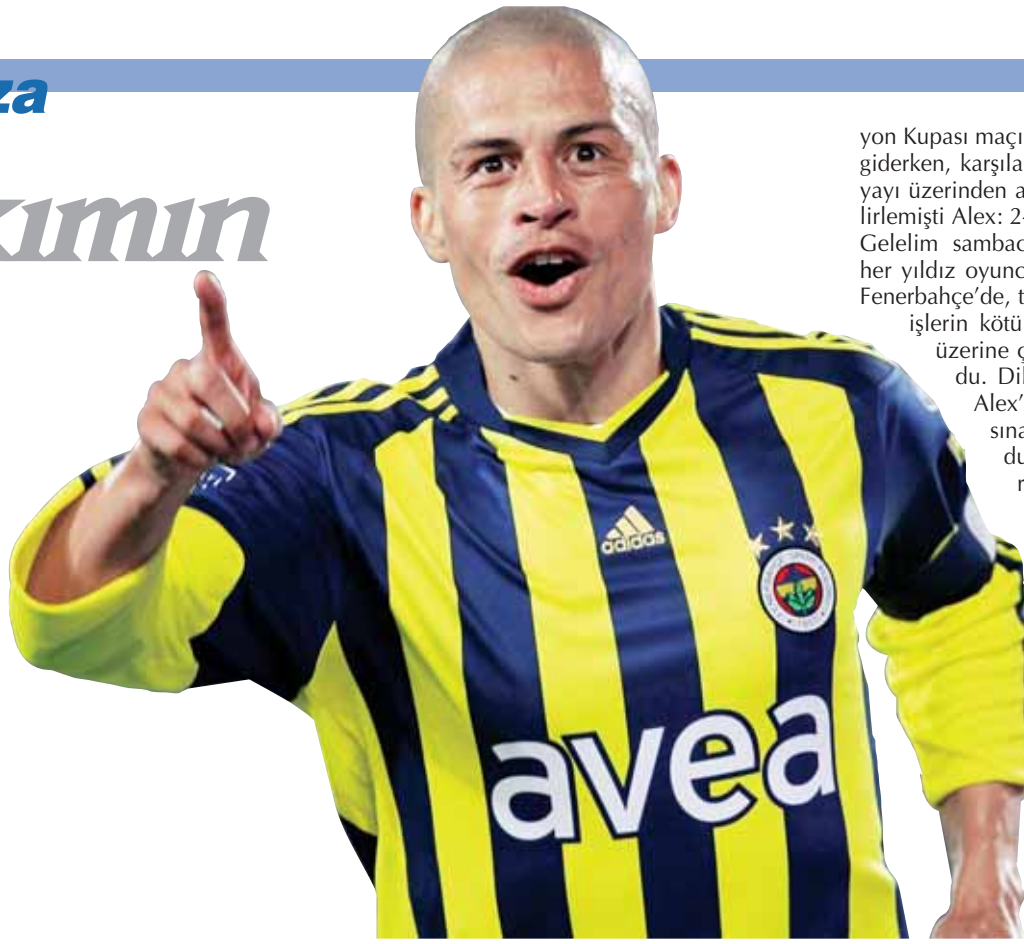 za
kımın
yon Kupası maçı
giderken, karşıla
yayı üzerinden a
lirlemişti Alex: 2-
Gelelim sambac
her yıldız oyunc
Fenerbahçe’de, t
işlerin kötü
üzerine ç
du. Dil
Alex’
sına
du
r
adidas
avea